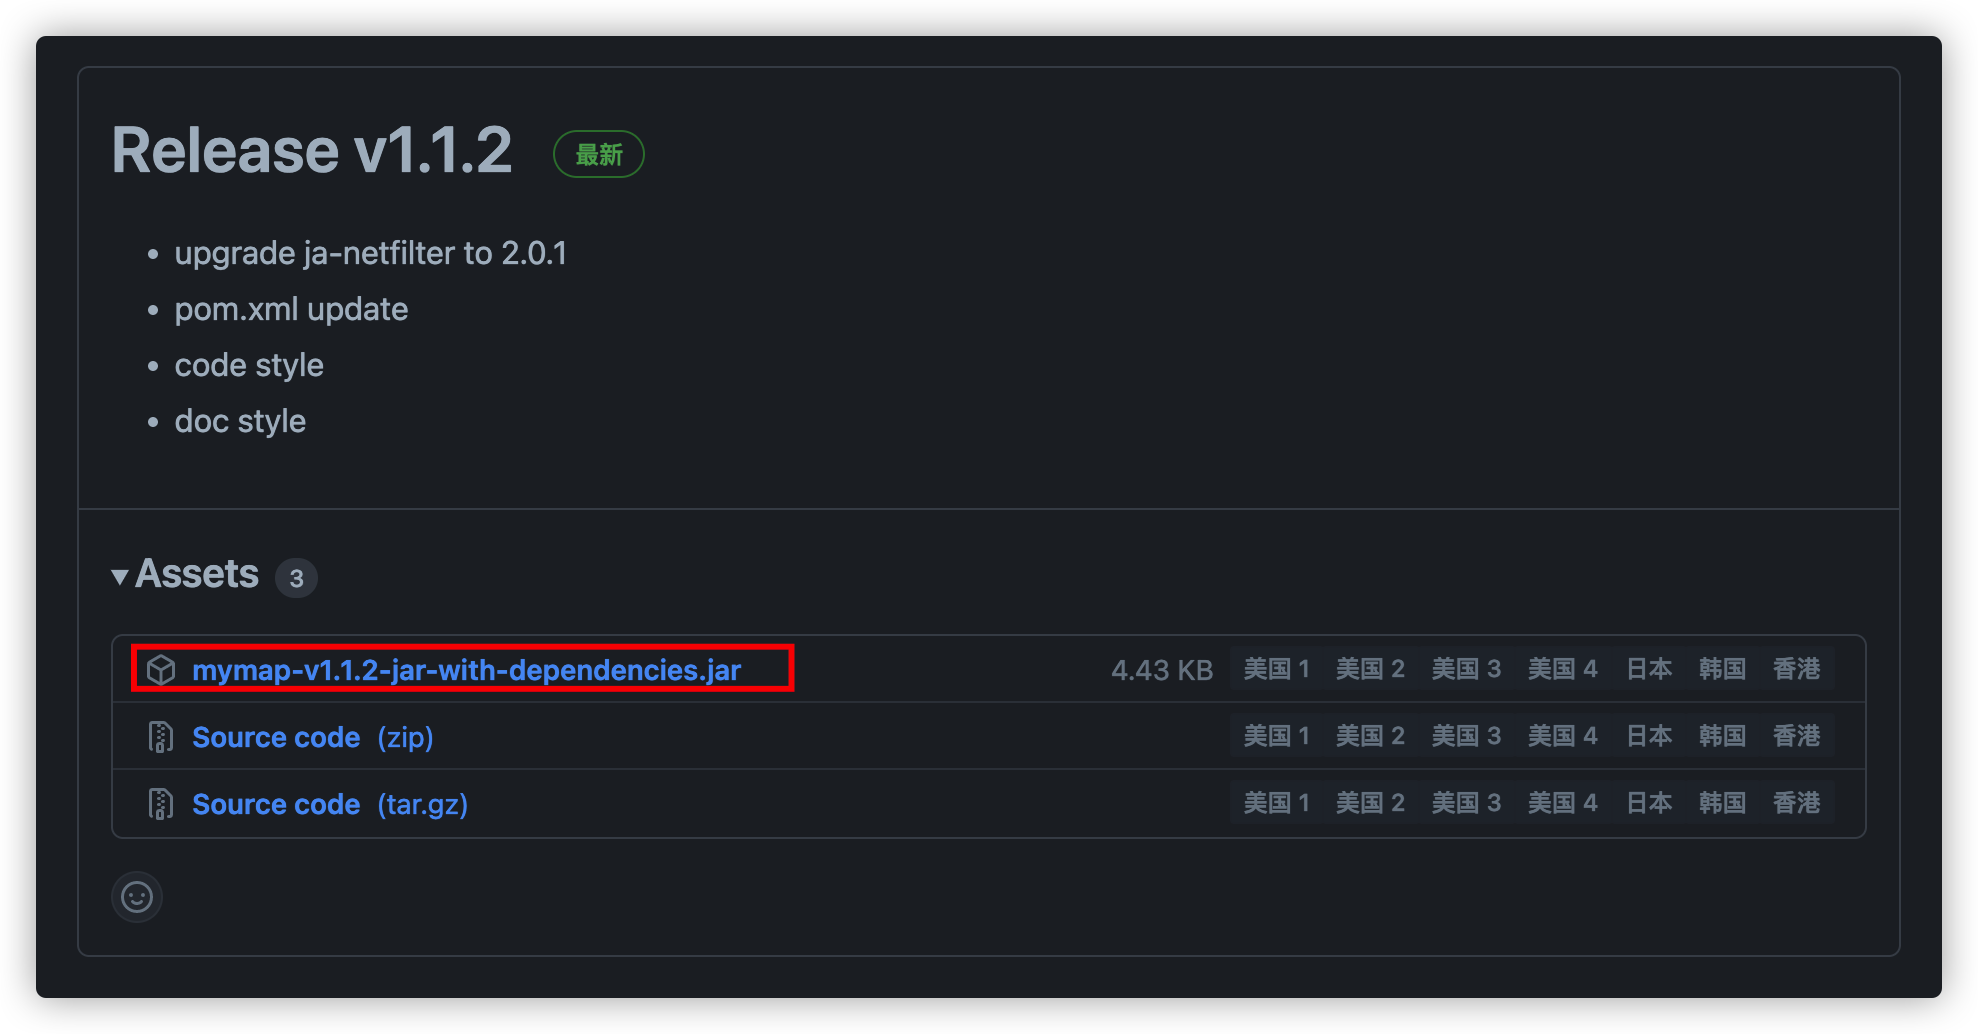 Release v1.1.2 最新
upgrade ja-netfilter to 2.0.1
pom.xml update
code style
doc style
Assets 3
mymap-v1.1.2-jar-with-dependencies.jar 4.43 KB 美国 1 美国 2 美国 3 美国 4 日本 韩国 香港
Source code (zip) 美国 1 美国 2 美国 3 美国 4 日本 韩国 香港
Source code (tar.gz) 美国 1 美国 2 美国 3 美国 4 日本 韩国 香港